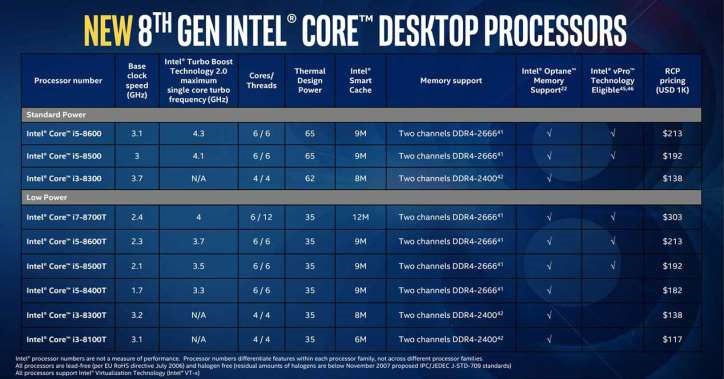 NEW 8TH GEN INTEL® CORE™ DESKTOP PROCESSORS
Processor number Base clock speed (GHz) Intel® Turbo Boost Technology 2.0 maximum single core turbo frequency (GHz) Cores/Threads Thermal Design Power Intel® Smart Cache Memory support Intel® Optane™ Memory Support22 Intel® vPro™ Technology Eligible45,46 RCP pricing (USD 1K)
Standard Power
Intel® Core™ i5-8600 3.1 4.3 6 / 6 65 9M Two channels DDR4-266641 √ √ $213
Intel® Core™ i5-8500 3 4.1 6 / 6 65 9M Two channels DDR4-266641 √ √ $192
Intel® Core™ i3-8300 3.7 N/A 4 / 4 62 8M Two channels DDR4-240042 √ $138
Low Power
Intel® Core™ i7-8700T 2.4 4 6 / 12 35 12M Two channels DDR4-266641 √ √ $303
Intel® Core™ i5-8600T 2.3 3.7 6 / 6 35 9M Two channels DDR4-266641 √ √ $213
Intel® Core™ i5-8500T 2.1 3.5 6 / 6 35 9M Two channels DDR4-266641 √ √ $192
Intel® Core™ i5-8400T 1.7 3.3 6 / 6 35 9M Two channels DDR4-266641 √ $182
Intel® Core™ i3-8300T 3.2 N/A 4 / 4 35 8M Two channels DDR4-240042 √ $138
Intel® Core™ i3-8100T 3.1 N/A 4 / 4 35 6M Two channels DDR4-240042 √ $117
Intel® processor numbers are not a measure of performance. Processor numbers differentiate features within each processor family, not across different processor families.
All processors are lead-free (per EU RoHS directive July 2006) and halogen free (residual amounts of halogens are below November 2007 proposed IPC/JEDEC J-STD-709 standards)
All processors support Intel® Virtualization Technology (Intel® VT-x)